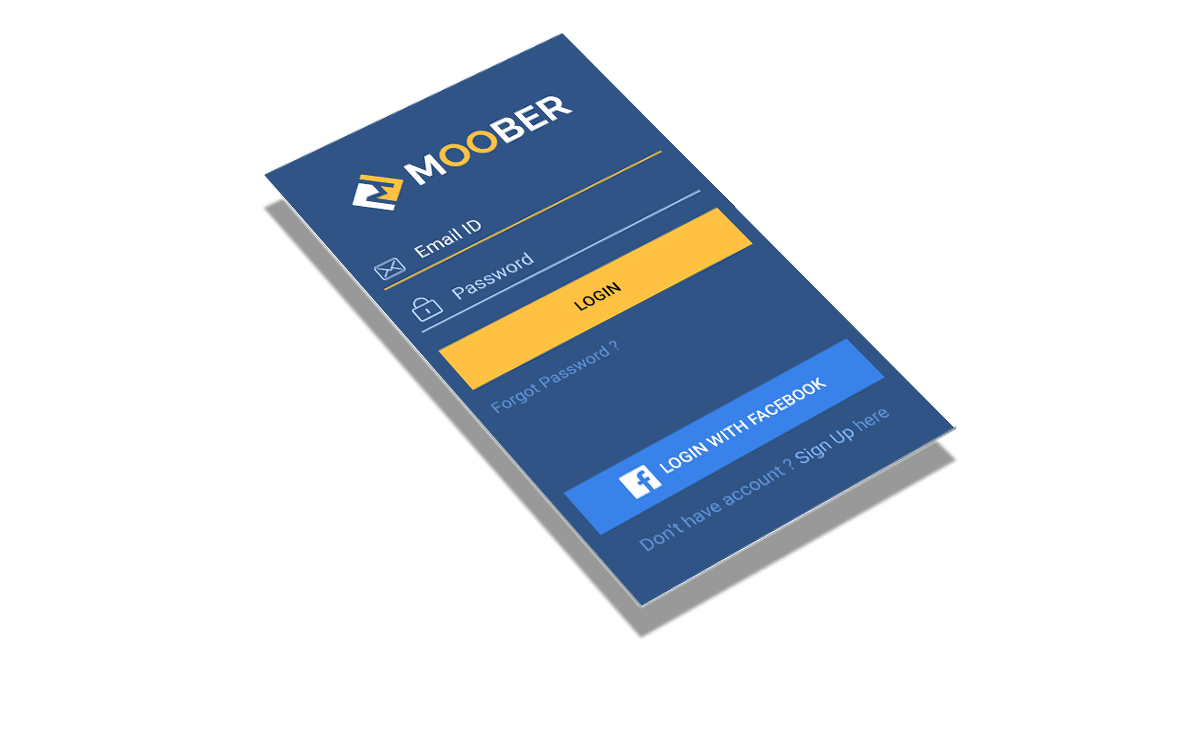 MOOBER
Email ID
Password
LOGIN
Forgot Password ?
LOGIN WITH FACEBOOK
Don't have account ? Sign Up here